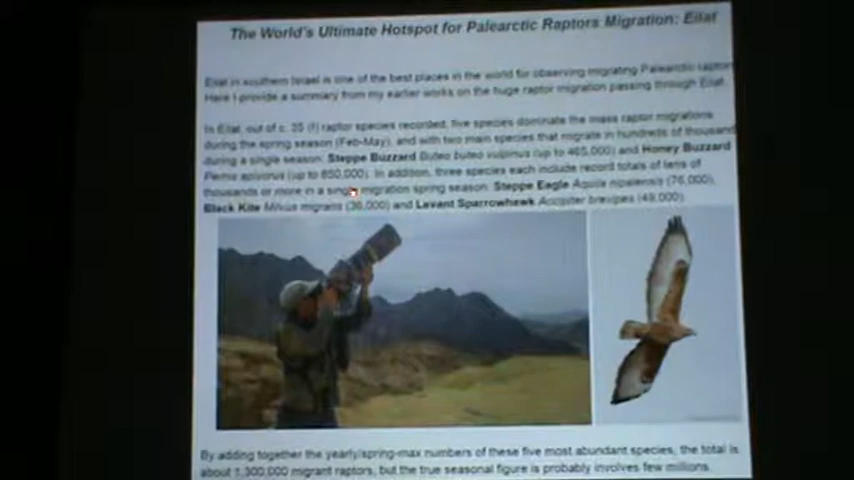 The World's Ultimate Hotspot for Palearctic Raptors Migration: Eilat
Eilat in southern Israel is one of the best places in the world for observing migrating Palearctic raptors
Here I provide a summary from my earlier works on the huge raptor migration passing through Eilat.
In Eilat, out of c. 35 (!) raptor species recorded, five species dominate the mass raptor migrations
during the spring season (Feb-May), and with two main species that migrate in hundreds of thousand
during a single season: Steppe Buzzard Buteo buteo vulpinus (up to 465,000) and Honey Buzzard
Pernis apivorus (up to 850,000). In addition, three species each include record totals of tens of
thousands or more in a single migration spring season: Steppe Eagle Aquila nipalensis (76,000),
Black Kite Milvus migrans (36,000) and Levant Sparrowhawk Accipiter brevipes (49,000).
By adding together the yearly/spring-max numbers of these five most abundant species, the total is
about 1,300,000 migrant raptors, but the true seasonal figure is probably involves few millions.